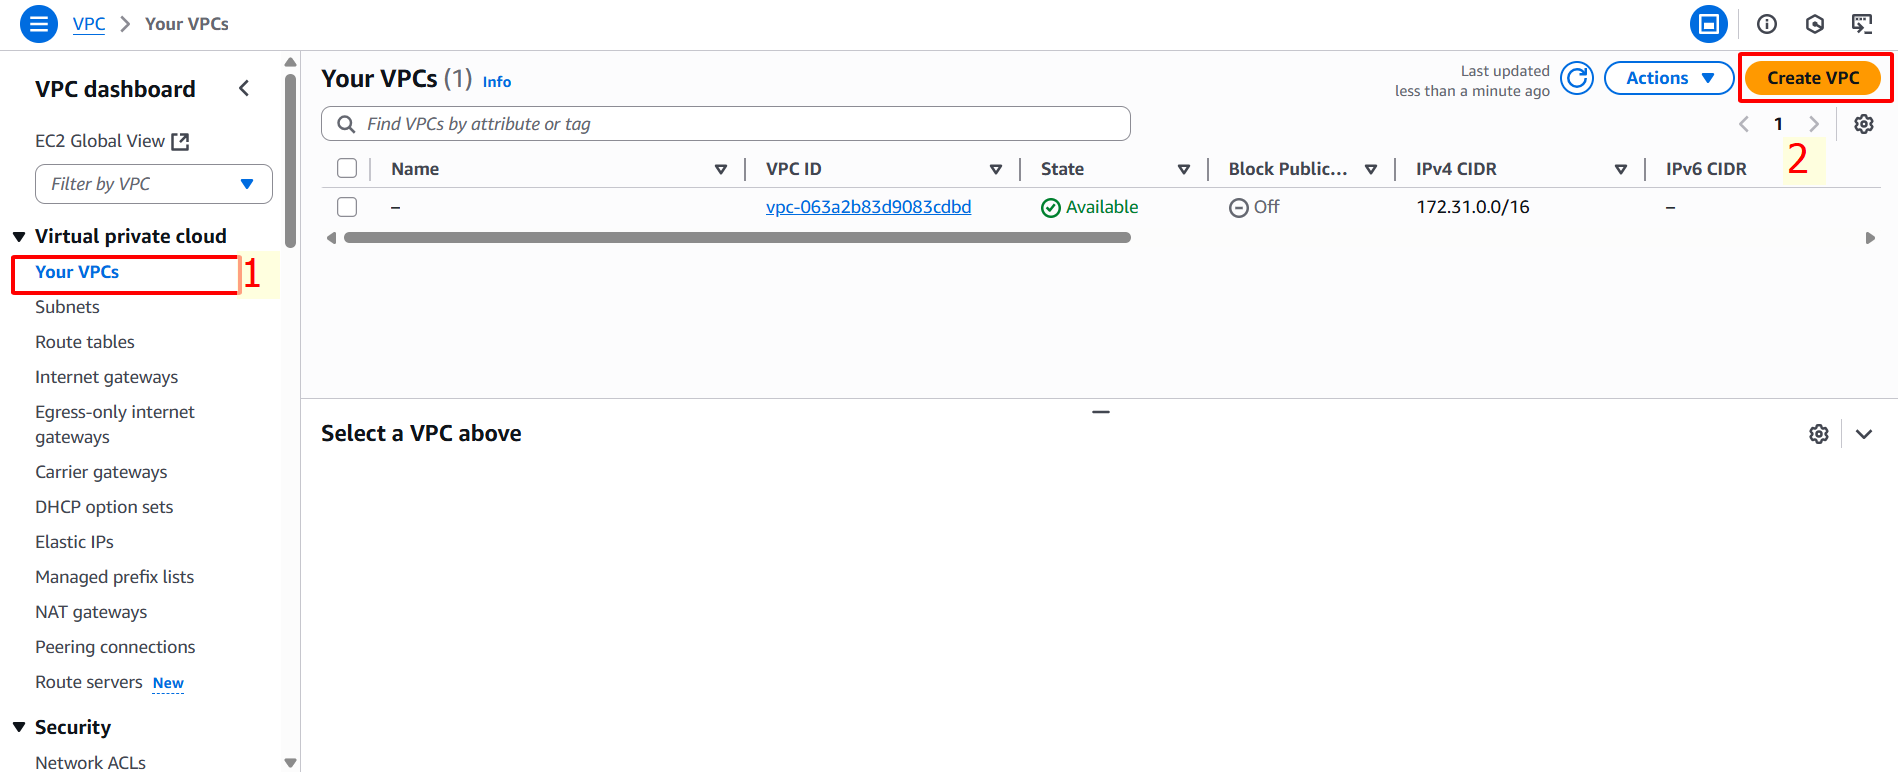 VPC > Your VPCs
VPC dashboard
EC2 Global View
Filter by VPC
Virtual private cloud
Your VPCs
1
Subnets
Route tables
Internet gateways
Egress-only internet
gateways
Carrier gateways
DHCP option sets
Elastic IPs
Managed prefix lists
NAT gateways
Peering connections
Route servers New
Security
Network ACLs
Your VPCs (1) Info
Last updated
less than a minute ago
Actions
Create VPC
Find VPCs by attribute or tag
1
2
Name VPC ID State Block Public... IPv4 CIDR IPv6 CIDR
– vpc-063a2b83d9083cdbd Available Off 172.31.0.0/16 –
Select a VPC above